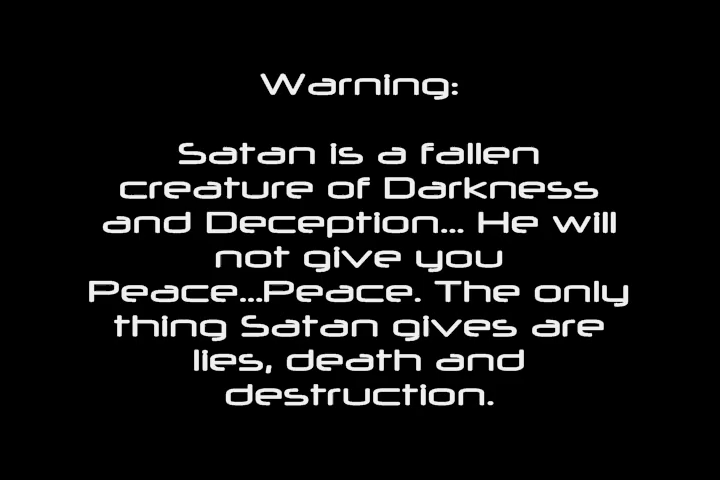 Warning:
Satan is a fallen
creature of Darkness
and Deception... He will
not give you
Peace...Peace. The only
thing Satan gives are
lies, death and
destruction.